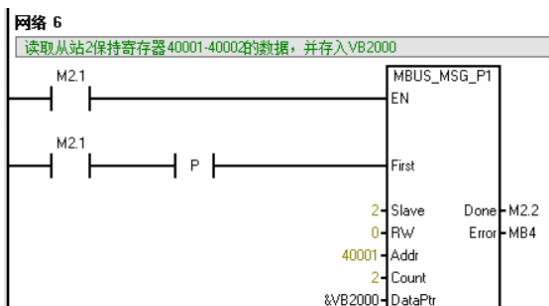 网络 6
读取从站2保持寄存器40001-40002的数据，并存入VB2000
M2.1
MBUS_MSG_P1
EN
M2.1
P
First
2 Slave Done M2.2
0 RW Error MB4
40001 Addr
2 Count
&VB2000 DataPtr